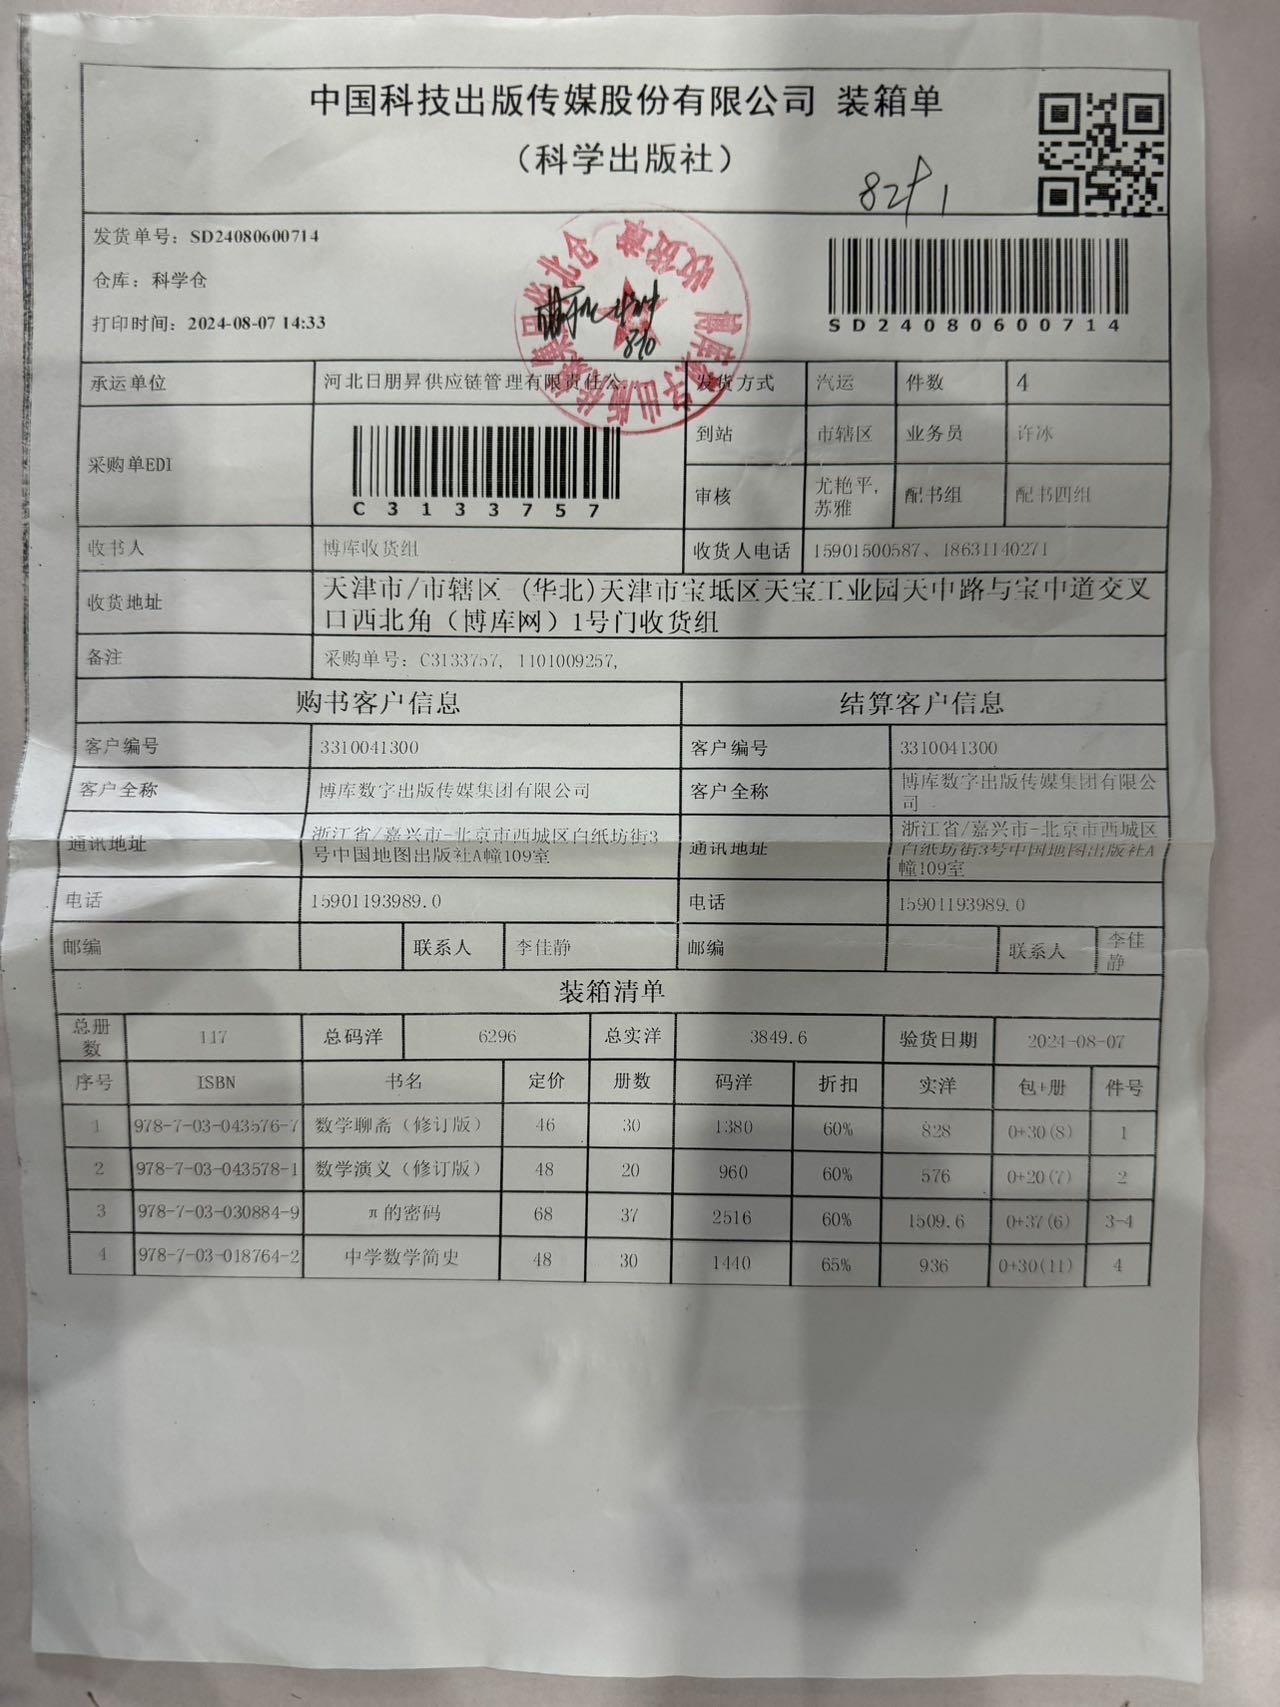 中国科技出版传媒股份有限公司 装箱单
（科学出版社）
发货单号：SD24080600714
仓库：科学仓
打印时间：2024-08-07 14:33
SD24080600714
承运单位 河北日朋昇供应链管理有限责任公 发货方式 汽运 件数 4
采购单EDI C3133757 到站 市辖区 业务员 许冰
审核 尤艳平,苏雅 配书组 配书四组
收书人 博库收货组 收货人电话 15901500587、18631140271
收货地址 天津市/市辖区 (华北)天津市宝坻区天宝工业园天中路与宝中道交叉
口西北角（博库网）1号门收货组
备注 采购单号：C3133757, 1101009257,
购书客户信息 结算客户信息
客户编号 3310041300 客户编号 3310041300
客户全称 博库数字出版传媒集团有限公司 客户全称 博库数字出版传媒集团有限公司
通讯地址 浙江省/嘉兴市-北京市西城区白纸坊街3号中国地图出版社A幢109室 通讯地址 浙江省/嘉兴市-北京市西城区白纸坊街3号中国地图出版社A幢109室
电话 15901193989.0 电话 15901193989.0
邮编 联系人 李佳静 邮编 联系人 李佳静
装箱清单
总册数 117 总码洋 6296 总实洋 3849.6 验货日期 2024-08-07
序号 ISBN 书名 定价 册数 码洋 折扣 实洋 包+册 件号
1 978-7-03-043576-7 数学聊斋（修订版） 46 30 1380 60% 828 0+30(8) 1
2 978-7-03-043578-1 数学演义（修订版） 48 20 960 60% 576 0+20(7) 2
3 978-7-03-030884-9 π的密码 68 37 2516 60% 1509.6 0+37(6) 3-4
4 978-7-03-018764-2 中学数学简史 48 30 1440 65% 936 0+30(11) 4